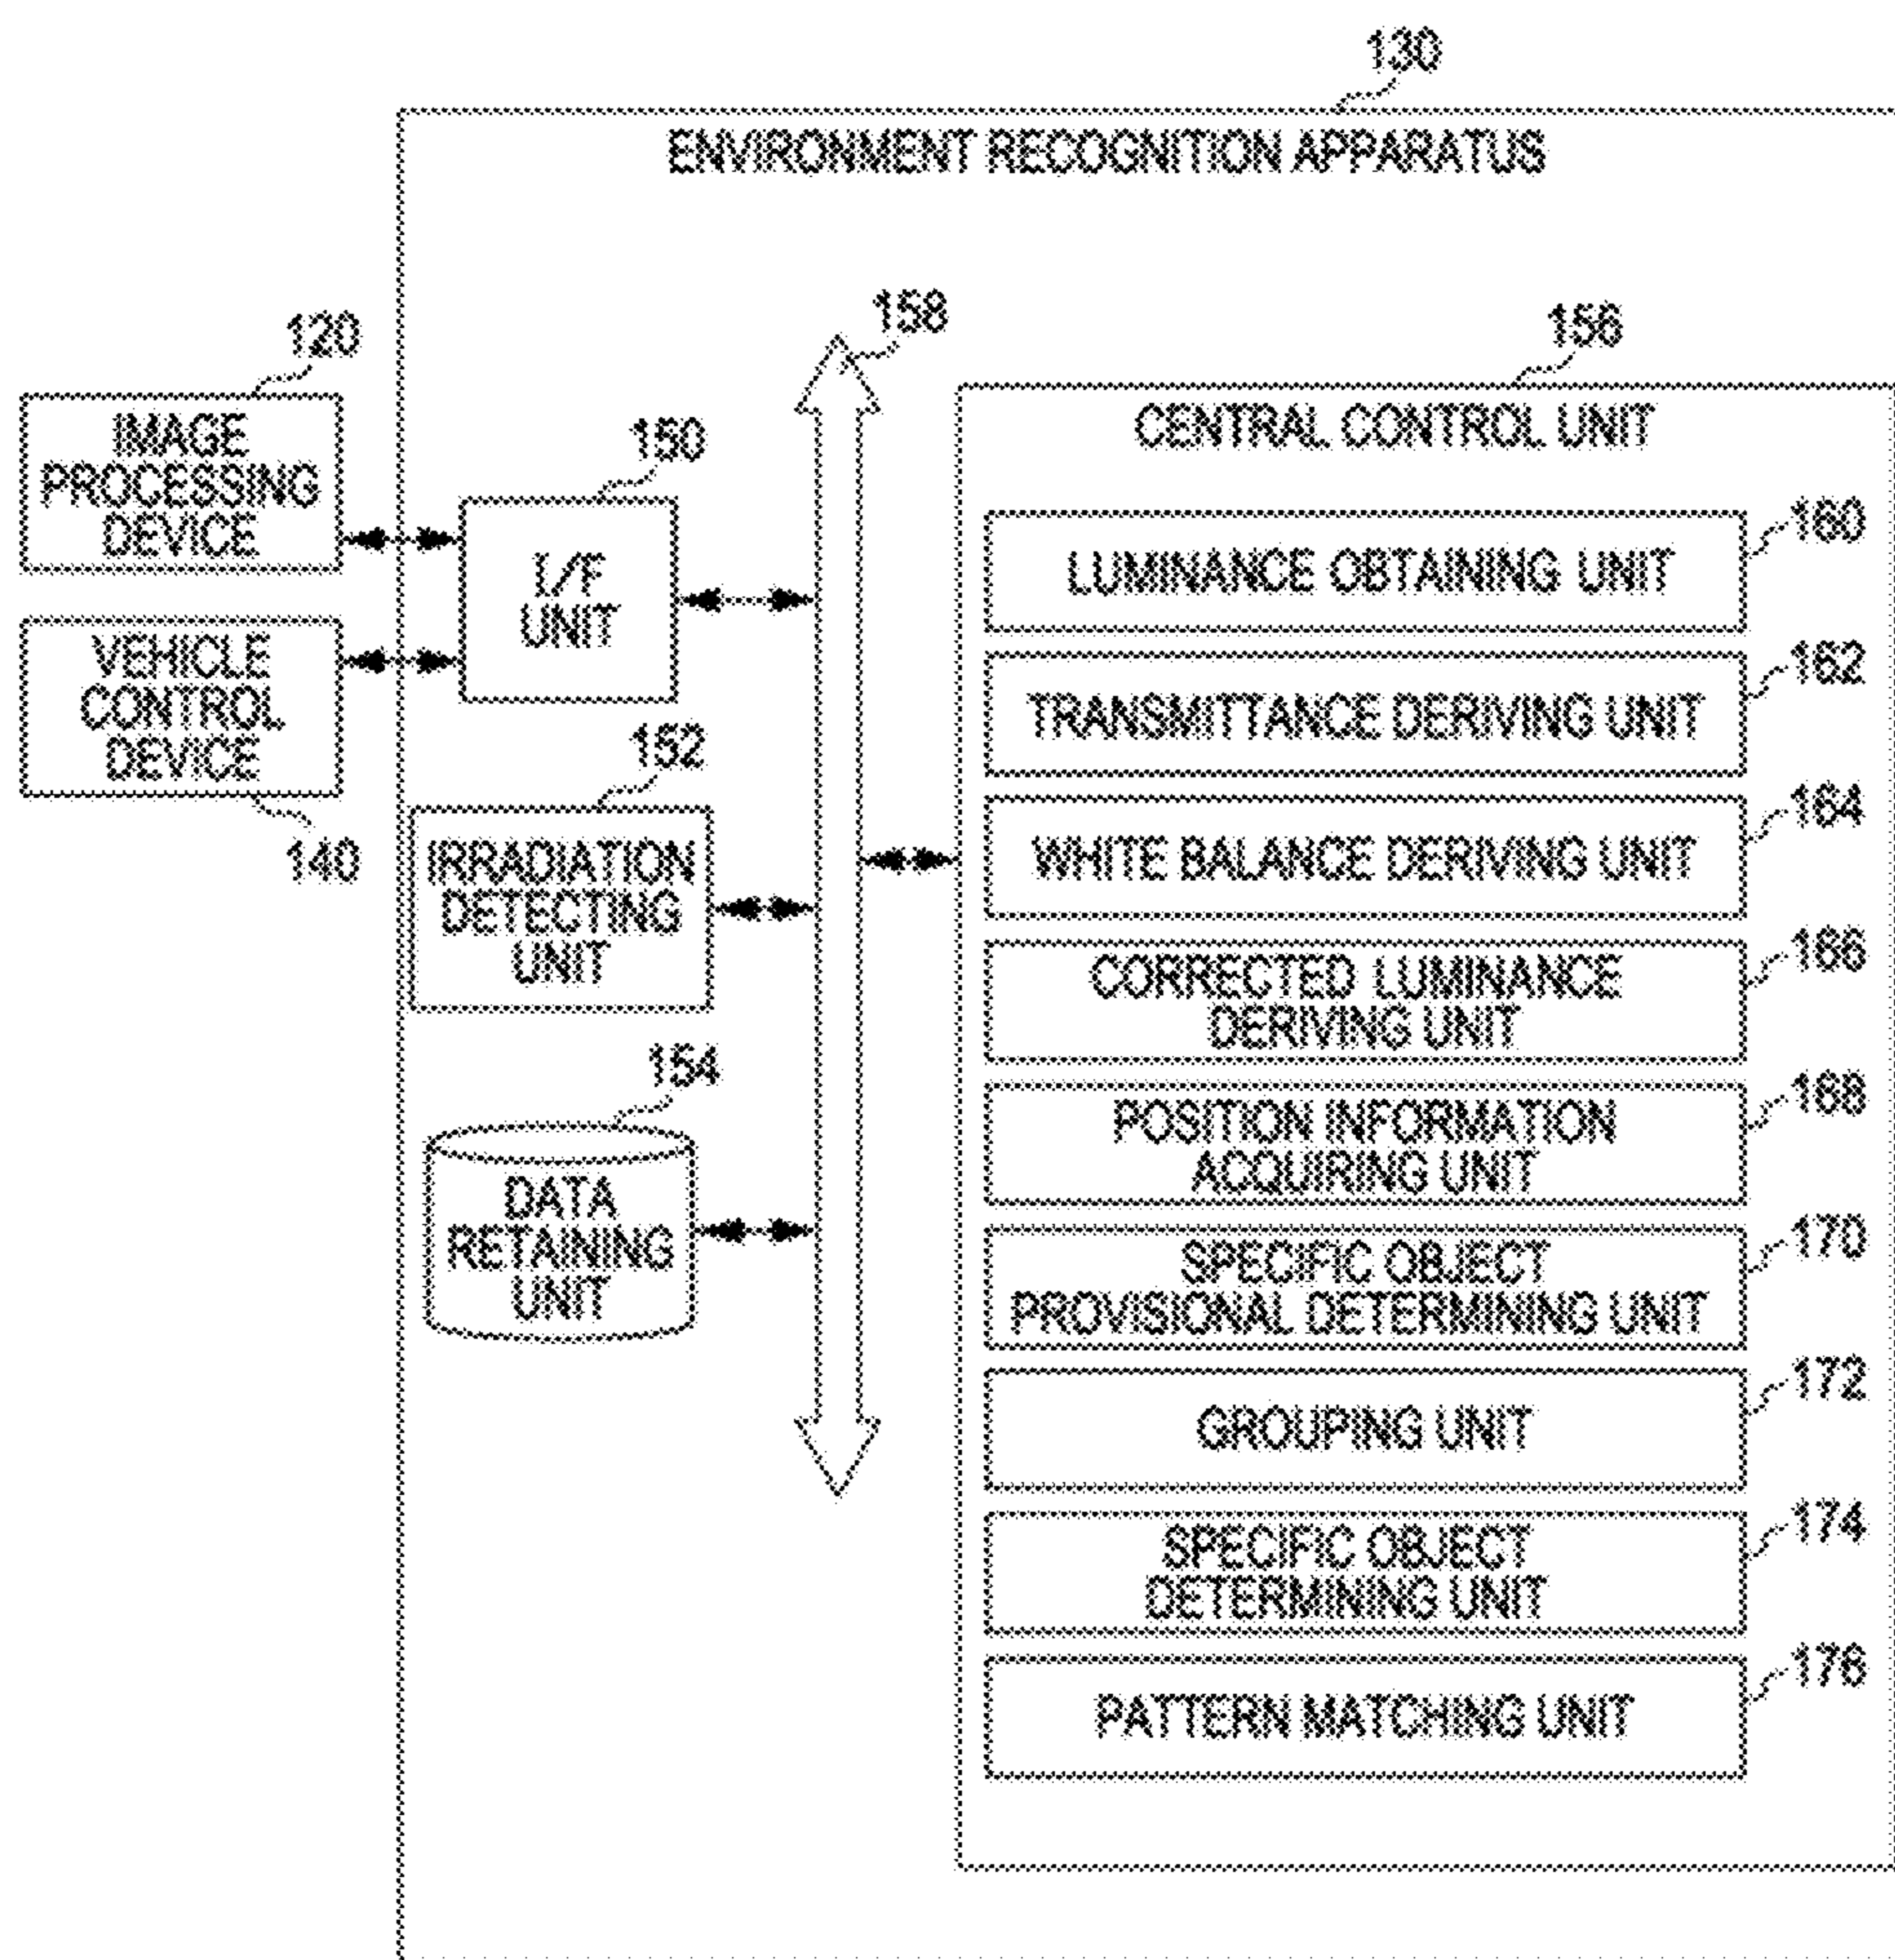 130
ENVIRONMENT RECOGNITION APPARATUS
120
IMAGE
PROCESSING
DEVICE
VEHICLE
CONTROL
DEVICE
140
150
I/F
UNIT
152
IRRADIATION
DETECTING
UNIT
154
DATA
RETAINING
UNIT
158
156
CENTRAL CONTROL UNIT
LUMINANCE OBTAINING UNIT
160
TRANSMITTANCE DERIVING UNIT
162
WHITE BALANCE DERIVING UNIT
164
CORRECTED LUMINANCE
DERIVING UNIT
166
POSITION INFORMATION
ACQUIRING UNIT
168
SPECIFIC OBJECT
PROVISIONAL DETERMINING UNIT
170
GROUPING UNIT
172
SPECIFIC OBJECT
DETERMINING UNIT
174
PATTERN MATCHING UNIT
176